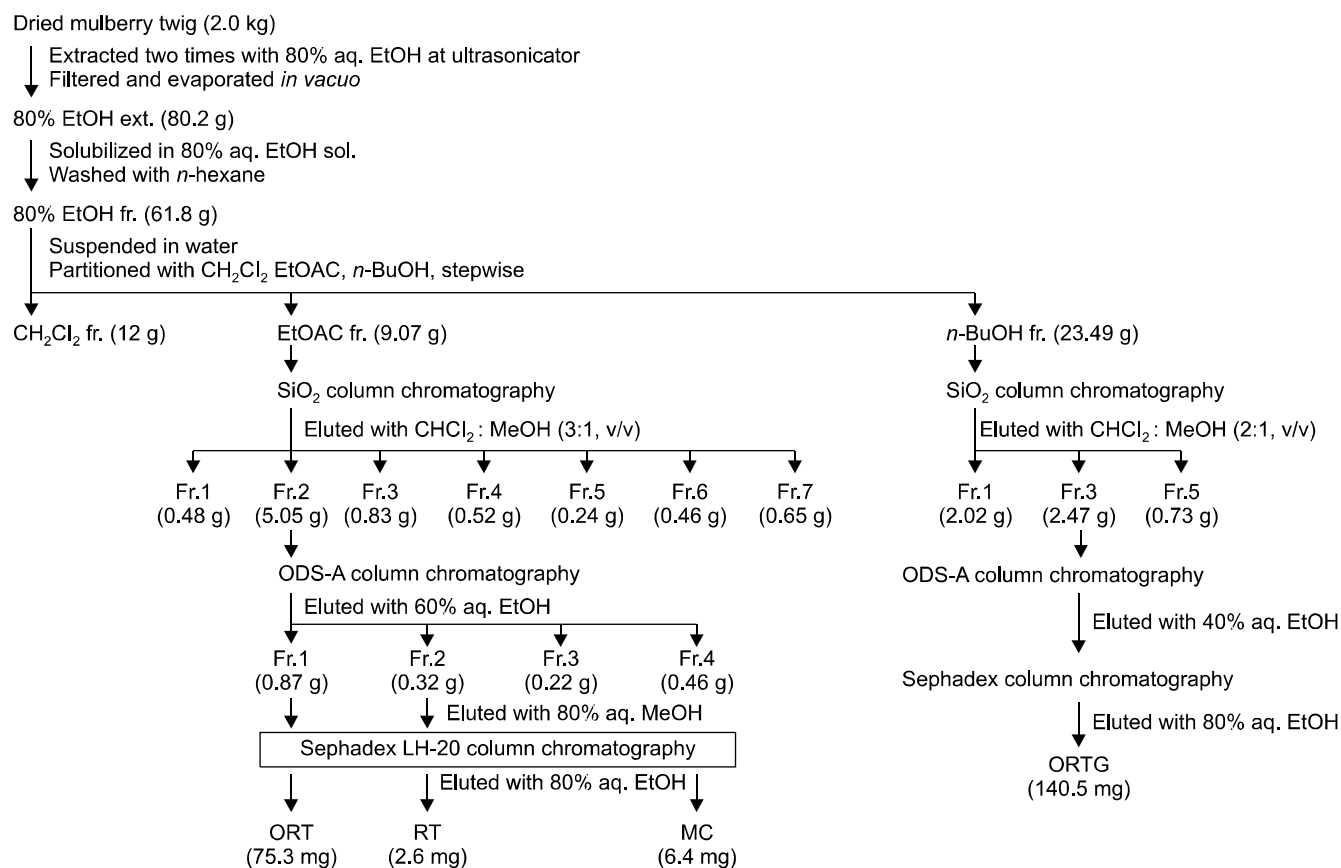 Dried mulberry twig (2.0 kg)
Extracted two times with 80% aq. EtOH at ultrasonicator
Filtered and evaporated in vacuo
80% EtOH ext. (80.2 g)
Solubilized in 80% aq. EtOH sol.
Washed with n-hexane
80% EtOH fr. (61.8 g)
Suspended in water
Partitioned with CH₂Cl₂ EtOAC, n-BuOH, stepwise
CH₂Cl₂ fr. (12 g)
EtOAC fr. (9.07 g)
n-BuOH fr. (23.49 g)
SiO₂ column chromatography
SiO₂ column chromatography
Eluted with CHCl₂ : MeOH (3:1, v/v)
Eluted with CHCl₂ : MeOH (2:1, v/v)
Fr.1 Fr.2 Fr.3 Fr.4 Fr.5 Fr.6 Fr.7
(0.48 g) (5.05 g) (0.83 g) (0.52 g) (0.24 g) (0.46 g) (0.65 g)
Fr.1 Fr.3 Fr.5
(2.02 g) (2.47 g) (0.73 g)
ODS-A column chromatography
ODS-A column chromatography
Eluted with 60% aq. EtOH
Eluted with 40% aq. EtOH
Fr.1 Fr.2 Fr.3 Fr.4
(0.87 g) (0.32 g) (0.22 g) (0.46 g)
Sephadex column chromatography
Eluted with 80% aq. MeOH
Eluted with 80% aq. EtOH
Sephadex LH-20 column chromatography
Eluted with 80% aq. EtOH
ORTG
(140.5 mg)
ORT RT MC
(75.3 mg) (2.6 mg) (6.4 mg)